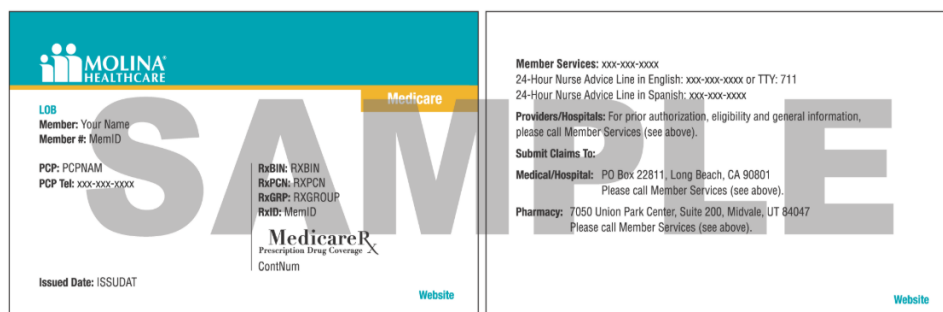 MOLINA®
HEALTHCARE
Medicare
LOB
Member: Your Name
Member #: MemID
PCP: PCPNAM
PCP Tel: xxx-xxx-xxxx
RxBIN: RXBIN
RxPCN: RXPCN
RxGRP: RXGROUP
RxID: MemID
MedicareRx
Prescription Drug Coverage
ContNum
Issued Date: ISSUDAT
Website
Member Services: xxx-xxx-xxxx
24-Hour Nurse Advice Line in English: xxx-xxx-xxxx or TTY: 711
24-Hour Nurse Advice Line in Spanish: xxx-xxx-xxxx
Providers/Hospitals: For prior authorization, eligibility and general information,
please call Member Services (see above).
Submit Claims To:
Medical/Hospital: PO Box 22811, Long Beach, CA 90801
Please call Member Services (see above).
Pharmacy: 7050 Union Park Center, Suite 200, Midvale, UT 84047
Please call Member Services (see above).
Website
SAMPLE